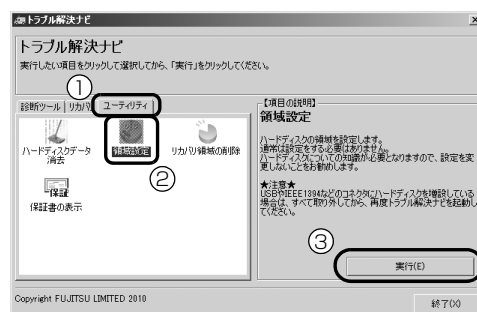 トラブル解決ナビ
トラブル解決ナビ
実行したい項目をクリックして選択してから、「実行」をクリックしてください。
①
診断ツール
リカバリ
ユーティリティ
ハードディスクデータ
消去
領域設定
リカバリ領域の削除
②
保証
保証書の表示
【項目の説明】
領域設定
ハードディスクの領域を設定します。
通常は設定をする必要はありません。
ハードディスクについての知識が必要となりますので、設定を変
更しないことをお勧めします。
★注意★
USBやIEEE1394などのコネクタにハードディスクを増設している
場合は、すべて取り外してから、再度トラブル解決ナビを起動し
てください。
③
実行(E)
Copyright FUJITSU LIMITED 2010
終了(X)